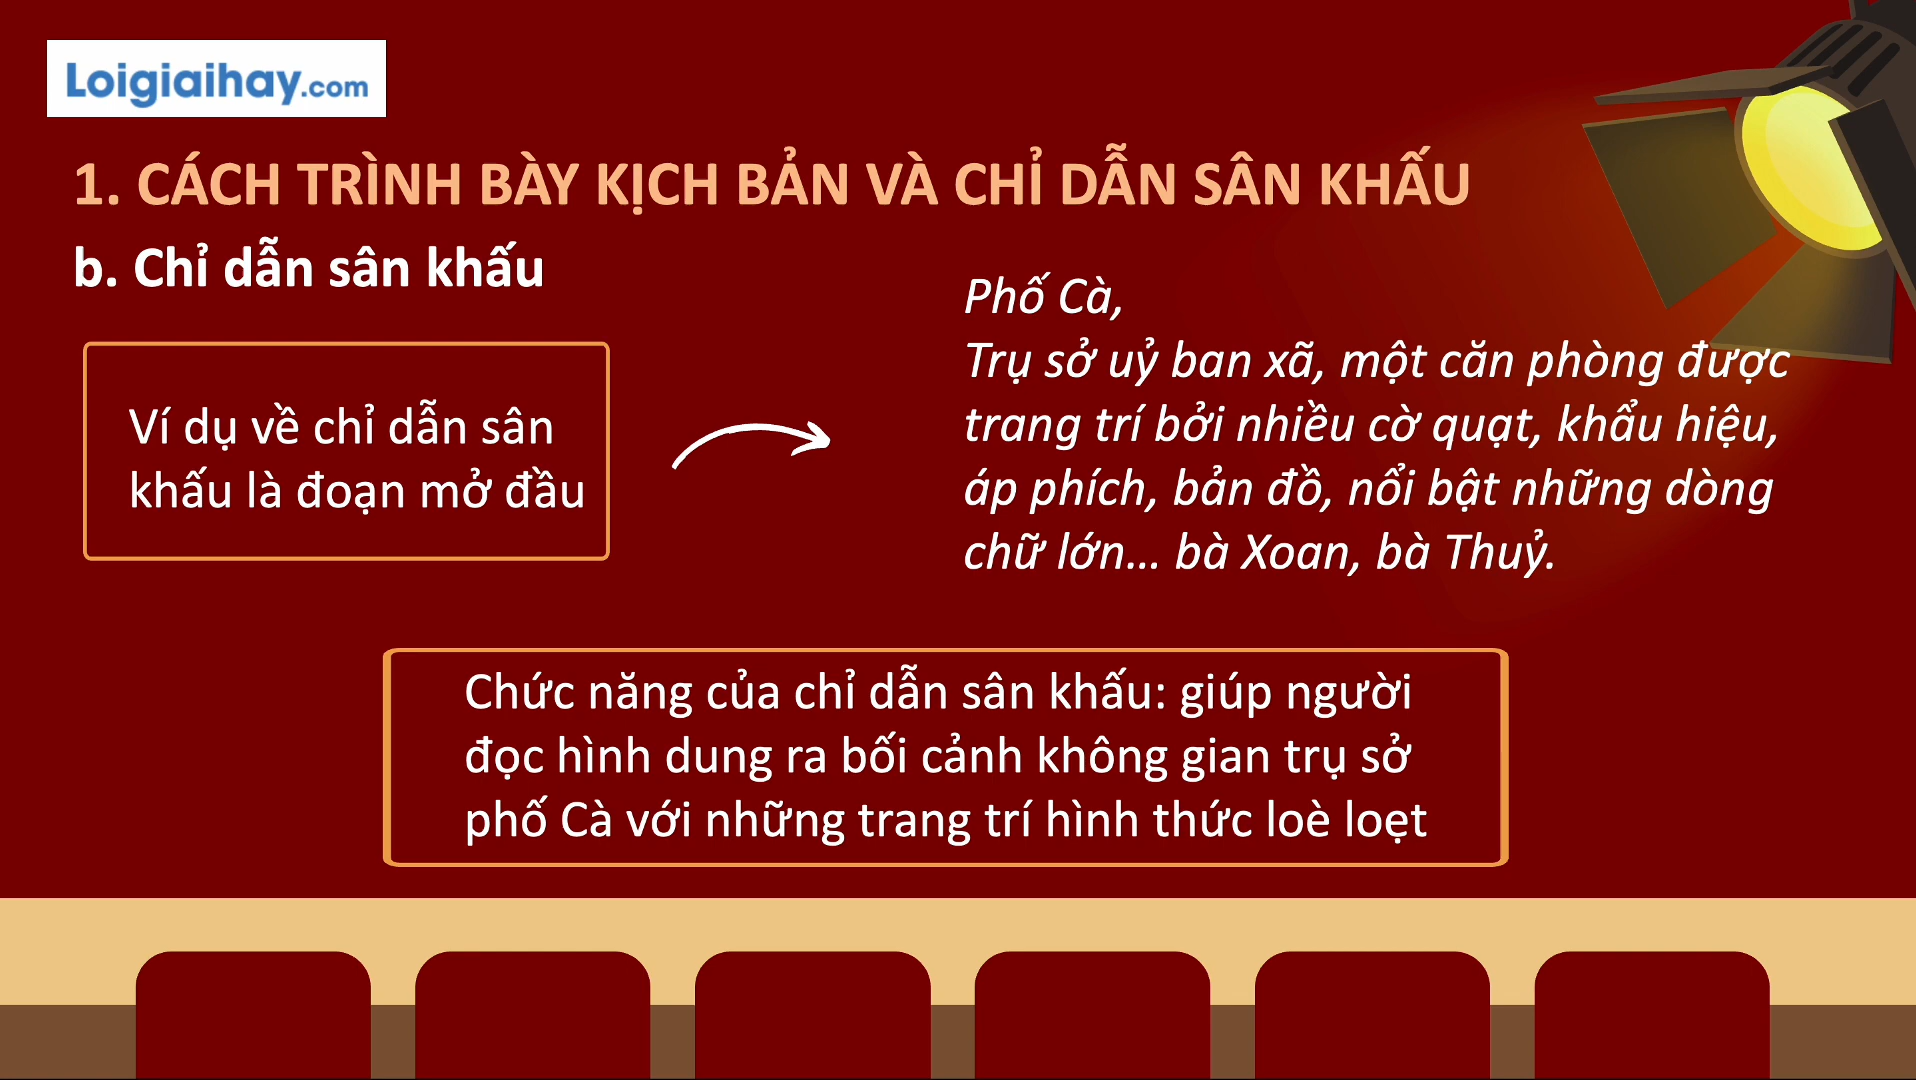 Loigiaihay.com
1. CÁCH TRÌNH BÀY KỊCH BẢN VÀ CHỈ DẪN SÂN KHẤU
b. Chỉ dẫn sân khấu
Ví dụ về chỉ dẫn sân
khấu là đoạn mở đầu
Phố Cà,
Trụ sở uỷ ban xã, một căn phòng được
trang trí bởi nhiều cờ quạt, khẩu hiệu,
áp phích, bản đồ, nổi bật những dòng
chữ lớn... bà Xoan, bà Thuỷ.
Chức năng của chỉ dẫn sân khấu: giúp người
đọc hình dung ra bối cảnh không gian trụ sở
phố Cà với những trang trí hình thức loè loẹt